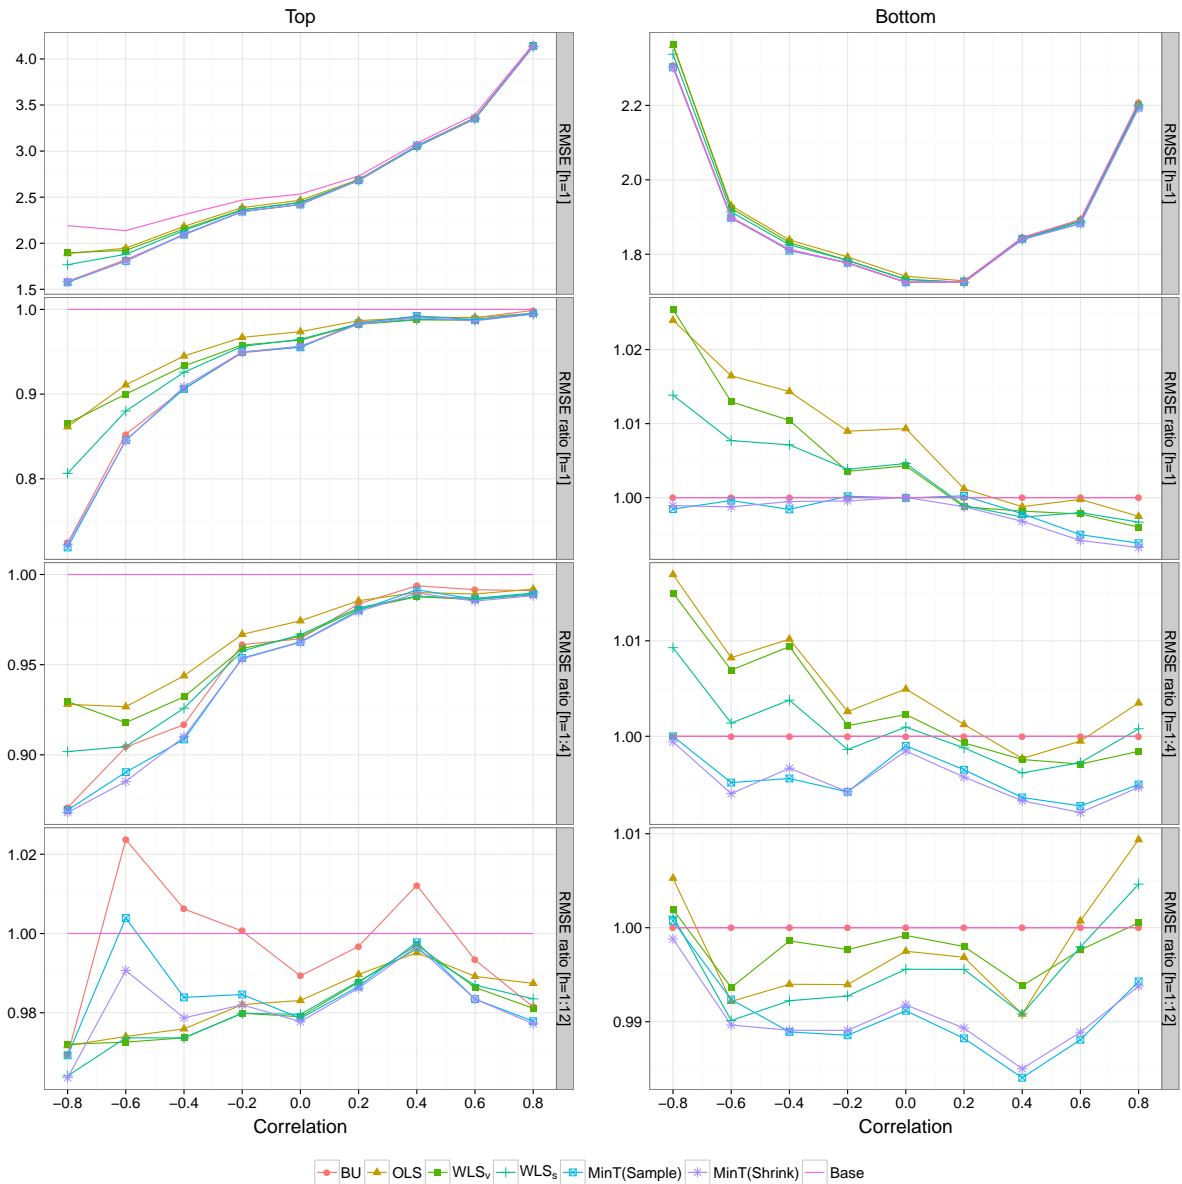 Top
Bottom
4.0
3.5
3.0
2.5
2.0
1.5
RMSE [h=1]
2.2
2.0
1.8
RMSE [h=1]
1.0
0.9
0.8
RMSE ratio [h=1]
1.02
1.01
1.00
RMSE ratio [h=1]
1.00
0.95
0.90
RMSE ratio [h=1:4]
1.01
1.00
RMSE ratio [h=1:4]
1.02
1.00
0.98
RMSE ratio [h=1:12]
1.01
1.00
0.99
RMSE ratio [h=1:12]
−0.8 −0.6 −0.4 −0.2 0.0 0.2 0.4 0.6 0.8
−0.8 −0.6 −0.4 −0.2 0.0 0.2 0.4 0.6 0.8
Correlation
Correlation
BU OLS WLSv WLSs MinT(Sample) MinT(Shrink) Base